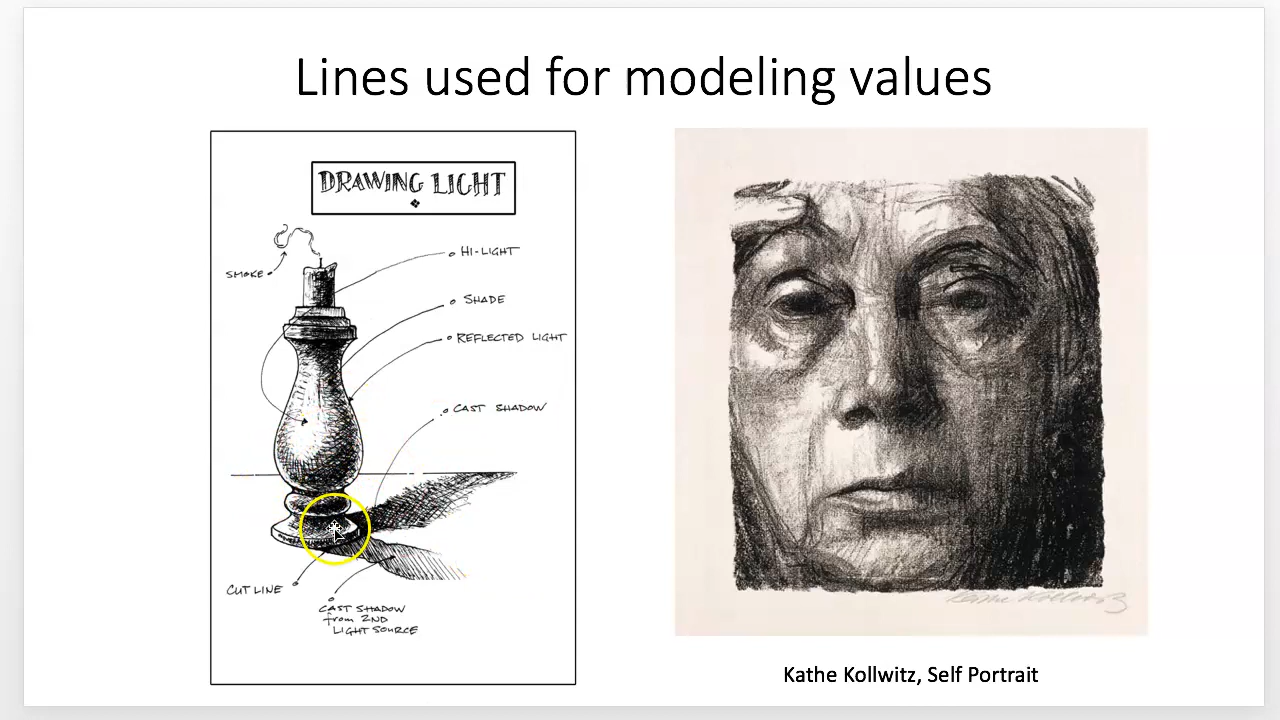 Lines used for modeling values
DRAWING LIGHT
HI-LIGHT
SMOKE
SHADE
REFLECTED LIGHT
CAST SHADOW
CUT LINE
CAST SHADOW
from 2ND
LIGHT SOURCE
Kathe Kollwitz, Self Portrait